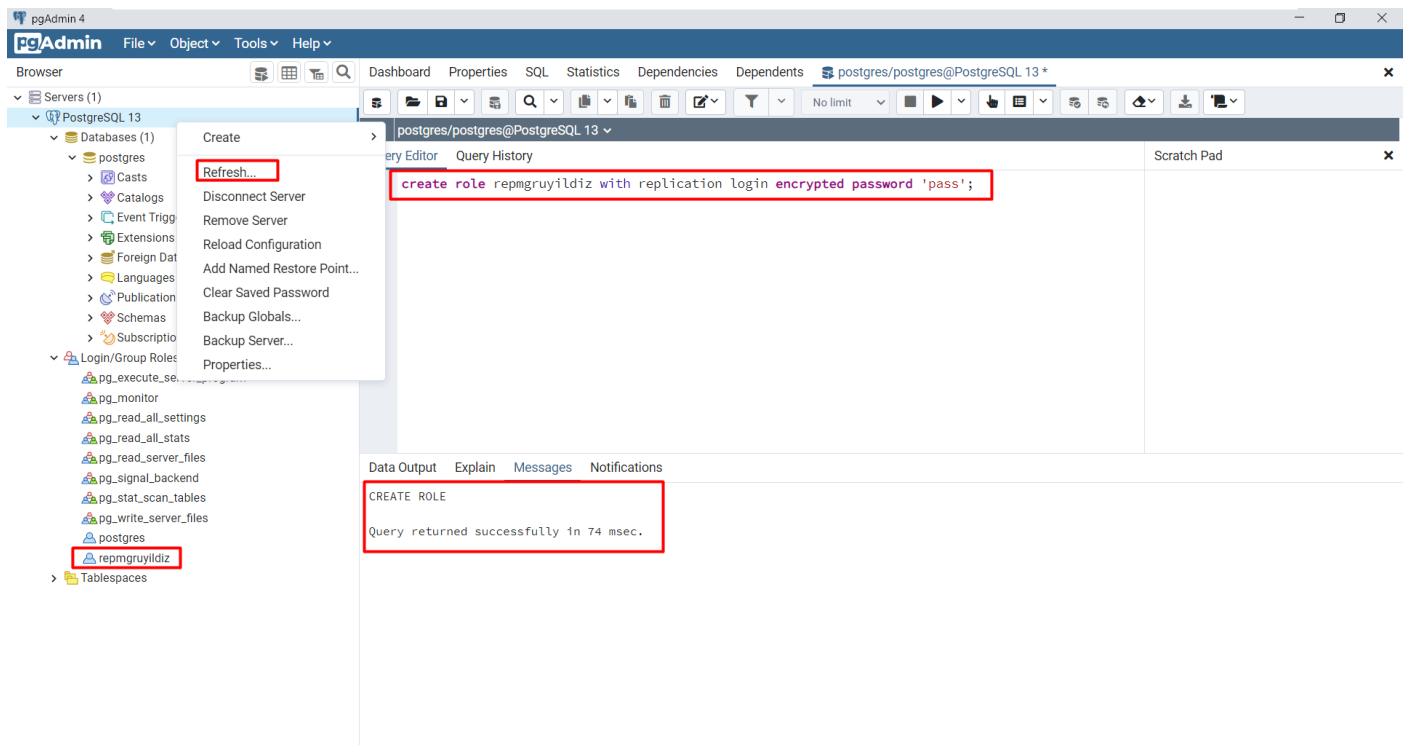 pgAdmin 4
pgAdmin File Object Tools Help
Browser
Dashboard Properties SQL Statistics Dependencies Dependents postgres/postgres@PostgreSQL 13 *
Servers (1)
PostgreSQL 13
Databases (1)
postgres
Casts
Catalogs
Event Trigg
Extensions
Foreign Dat
Languages
Publication
Schemas
Subscriptio
Login/Group Roles
pg_execute_server_program
pg_monitor
pg_read_all_settings
pg_read_all_stats
pg_read_server_files
pg_signal_backend
pg_stat_scan_tables
pg_write_server_files
postgres
repmgruyildiz
Tablespaces
Create
Refresh...
Disconnect Server
Remove Server
Reload Configuration
Add Named Restore Point...
Clear Saved Password
Backup Globals...
Backup Server...
Properties...
No limit
postgres/postgres@PostgreSQL 13
ery Editor Query History
Scratch Pad
create role repmgruyildiz with replication login encrypted password 'pass';
Data Output Explain Messages Notifications
CREATE ROLE
Query returned successfully in 74 msec.